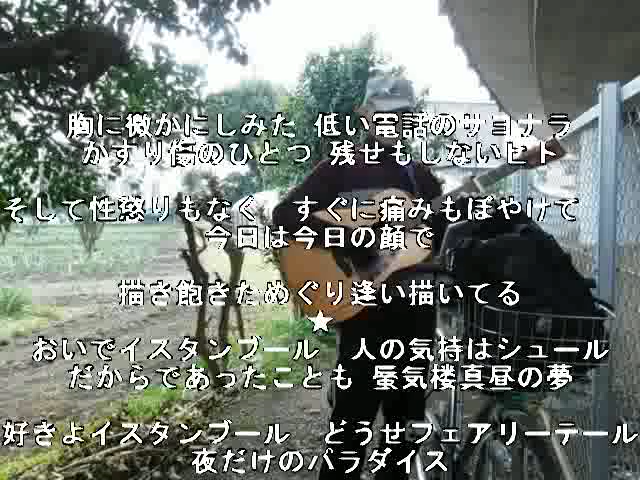 胸に微かにしみた 低い電話のサヨナラ
かすり傷のひとつ 残せもしないヒト
そして性懲りもなく すぐに痛みもぼやけて
今日は今日の顔で
描き飽きためぐり逢い描いてる
★
おいでイスタンブール 人の気持はシュール
だからであったことも 蜃気楼真昼の夢
好きよイスタンブール どうせフェアリーテール
夜だけのパラダイス